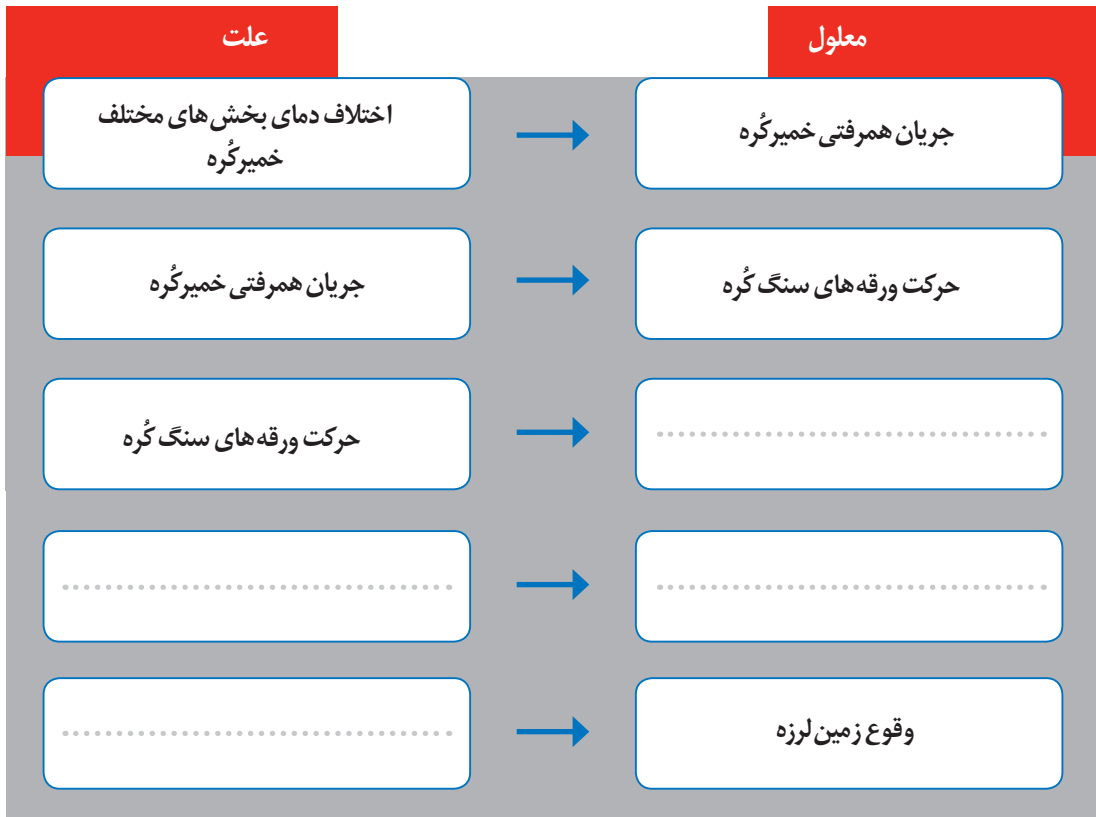 علت
معلول
اختلاف دمای بخش‌های مختلف
خمیرکُره
جریان همرفتی خمیرکُره
جریان همرفتی خمیرکُره
حرکت ورقه‌های سنگ کُره
حرکت ورقه‌های سنگ کُره
................................................
................................................
................................................
................................................
وقوع زمین‌لرزه